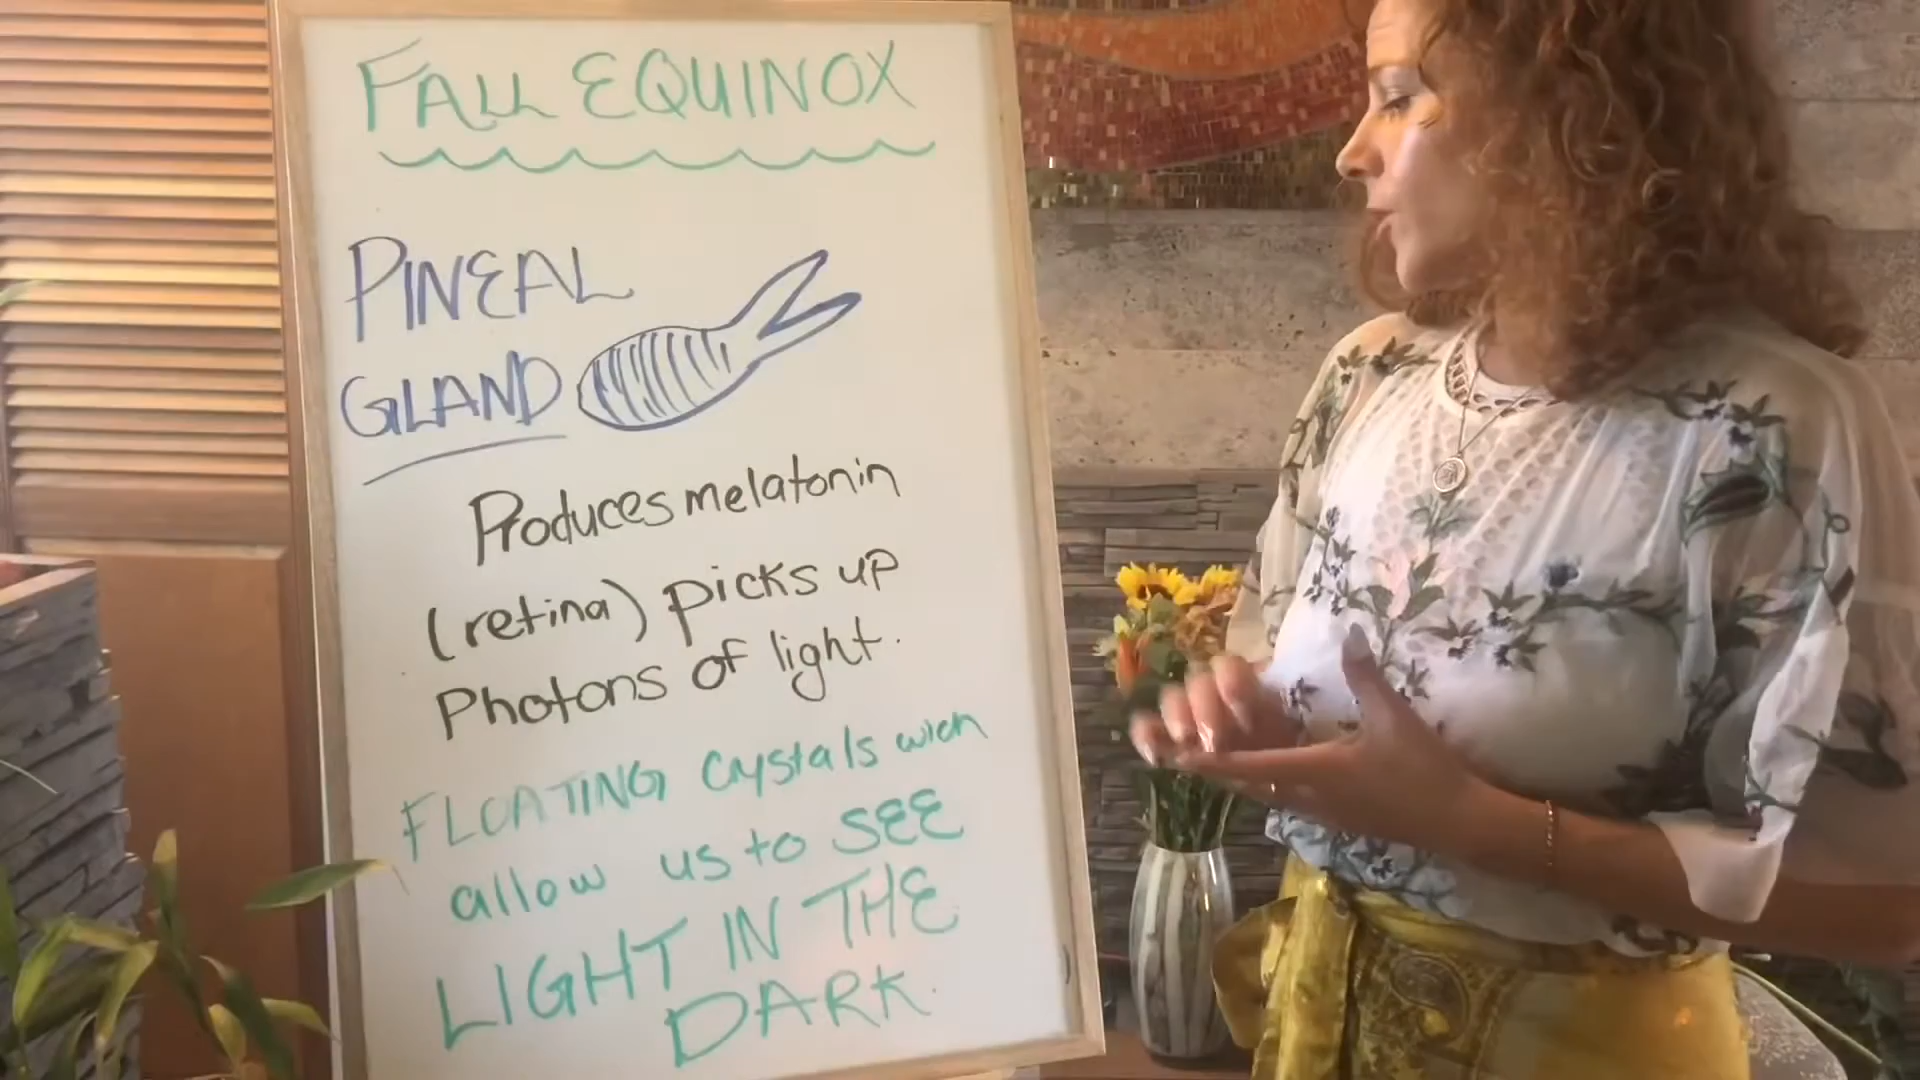 FALL EQUINOX
PINEAL
GLAND
Produces melatonin
(retina) picks up
Photons of light.
FLOATING crystals wich
allow us to SEE
LIGHT IN THE
DARK.